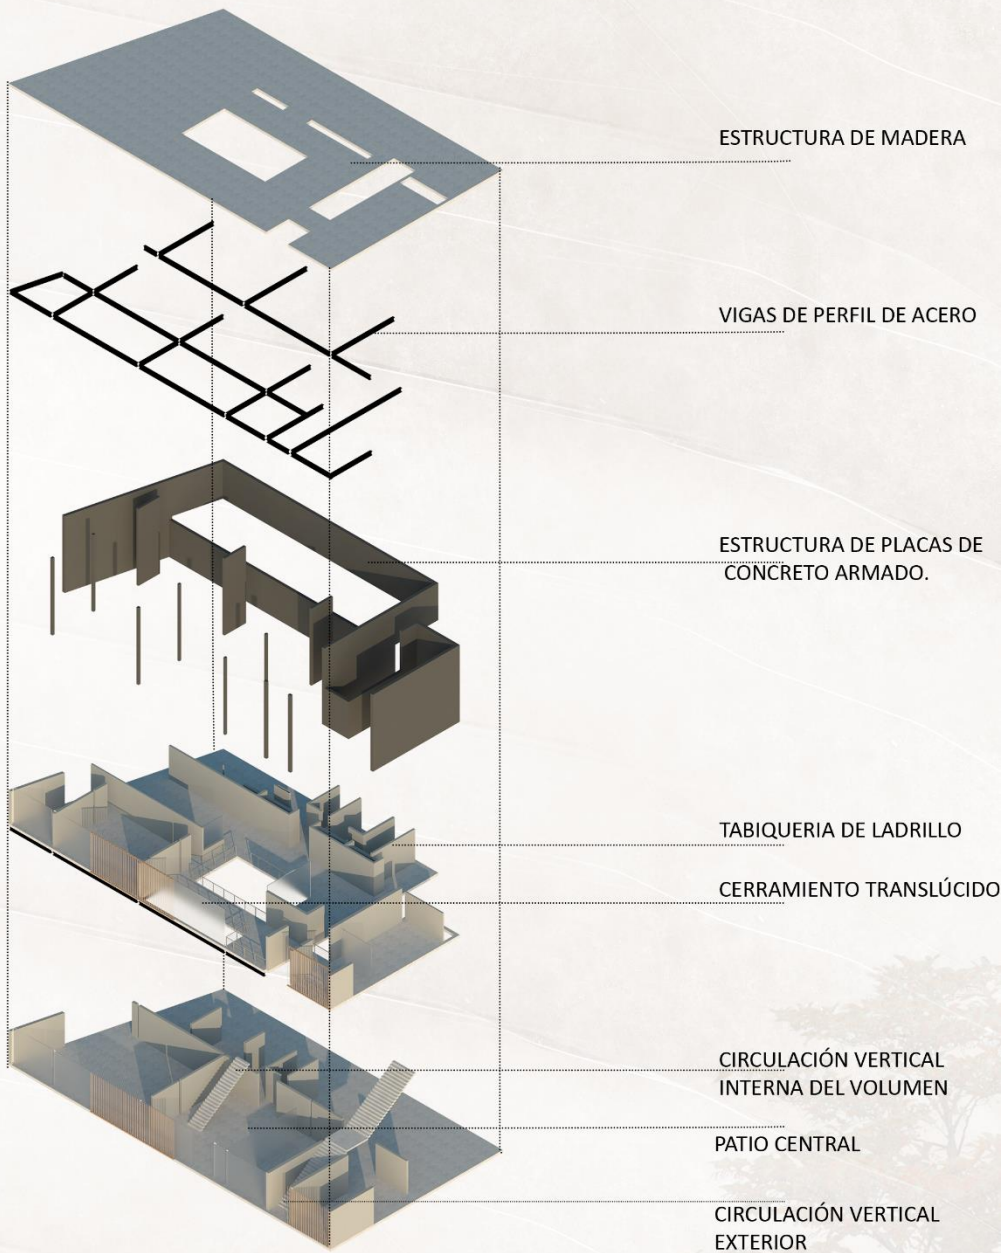 ESTRUCTURA DE MADERA
VIGAS DE PERFIL DE ACERO
ESTRUCTURA DE PLACAS DE
CONCRETO ARMADO.
TABIQUERIA DE LADRILLO
CERRAMIENTO TRANSLÚCIDO
CIRCULACIÓN VERTICAL
INTERNA DEL VOLUMEN
PATIO CENTRAL
CIRCULACIÓN VERTICAL
EXTERIOR